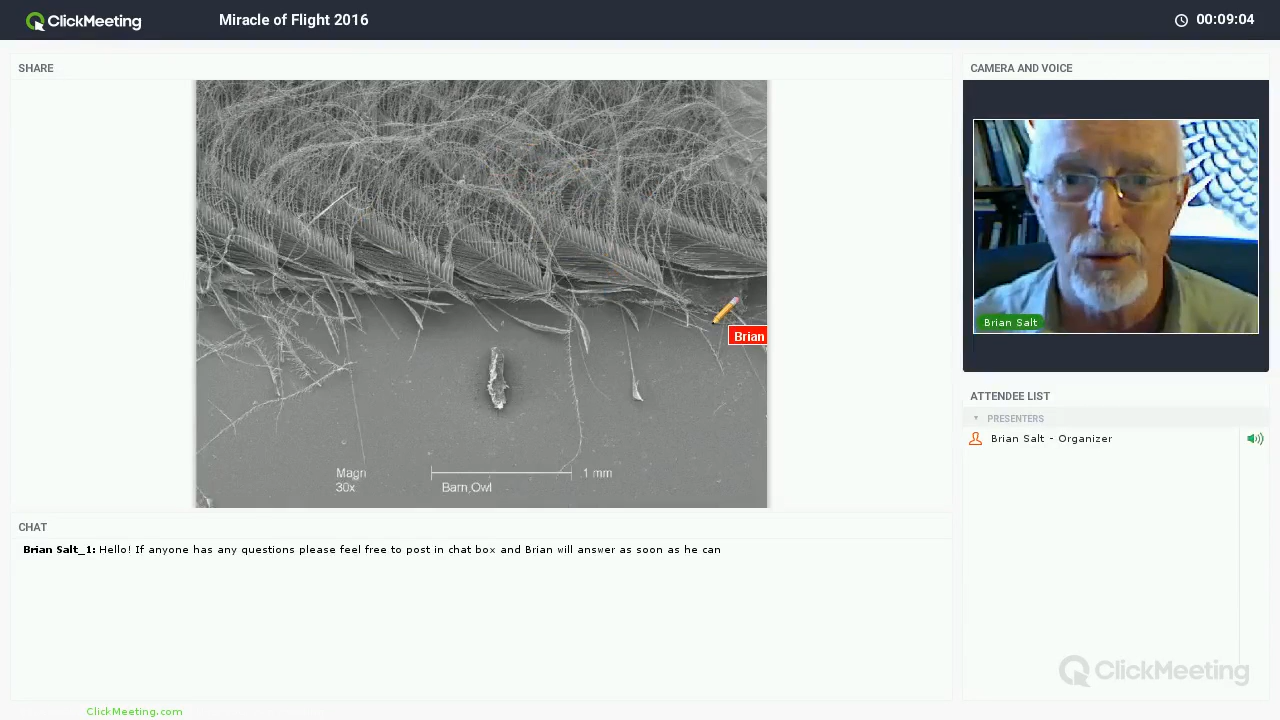 ClickMeeting
Miracle of Flight 2016
00:09:04
SHARE
Brian
Magn
30x
1 mm
Barn Owl
CAMERA AND VOICE
Brian Salt
ATTENDEE LIST
PRESENTERS
Brian Salt - Organizer
CHAT
Brian Salt_1: Hello! If anyone has any questions please feel free to post in chat box and Brian will answer as soon as he can
ClickMeeting
ClickMeeting.com